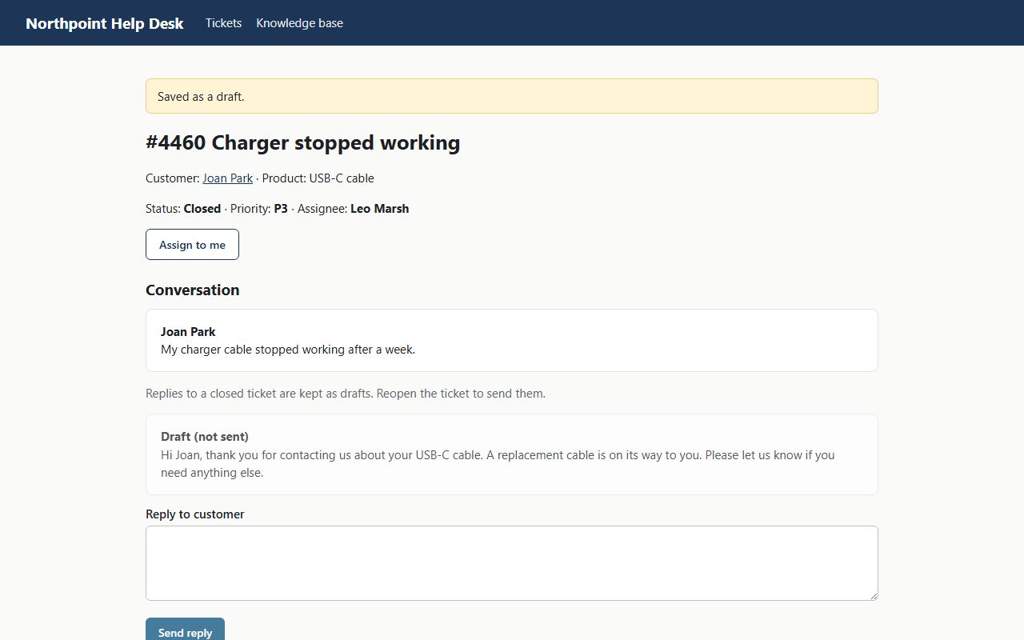 Northpoint Help Desk Tickets Knowledge base
Saved as a draft.
#4460 Charger stopped working
Customer: Joan Park · Product: USB-C cable
Status: Closed · Priority: P3 · Assignee: Leo Marsh
Assign to me
Conversation
Joan Park
My charger cable stopped working after a week.
Replies to a closed ticket are kept as drafts. Reopen the ticket to send them.
Draft (not sent)
Hi Joan, thank you for contacting us about your USB-C cable. A replacement cable is on its way to you. Please let us know if you
need anything else.
Reply to customer
Send reply